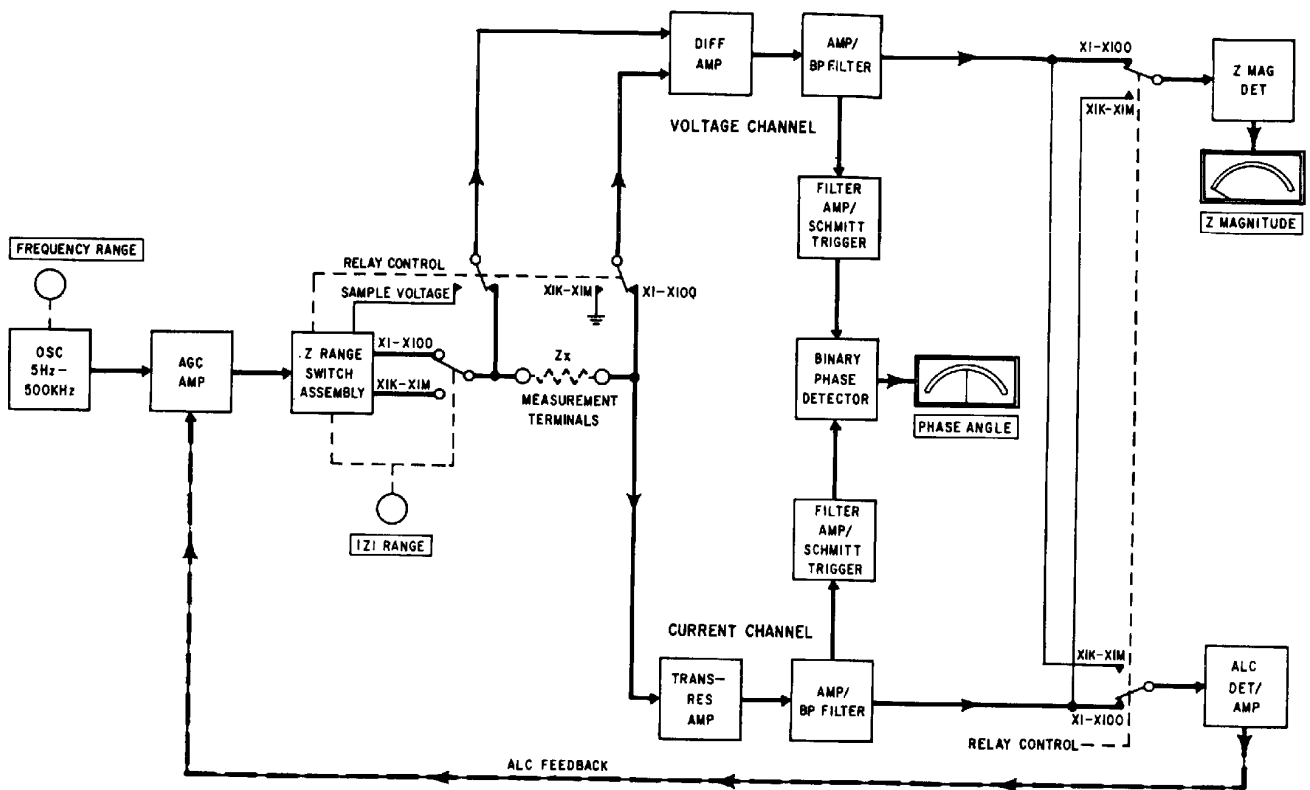 DIFF
AMP
AMP/
BP FILTER
X1-X100
Z MAG
DET
X1K-X1M
VOLTAGE CHANNEL
Z MAGNITUDE
FILTER
AMP/
SCHMITT
TRIGGER
FREQUENCY RANGE
RELAY CONTROL
SAMPLE VOLTAGE
X1K-X1M
X1-X100
OSC
5Hz-
500KHz
AGC
AMP
Z RANGE
SWITCH
ASSEMBLY
X1-X100
X1K-X1M
Zx
MEASUREMENT
TERMINALS
BINARY
PHASE
DETECTOR
PHASE ANGLE
|Z| RANGE
FILTER
AMP/
SCHMITT
TRIGGER
CURRENT CHANNEL
TRANS-
RES
AMP
AMP/
BP FILTER
X1K-X1M
X1-X100
ALC
DET/
AMP
RELAY CONTROL
ALC FEEDBACK